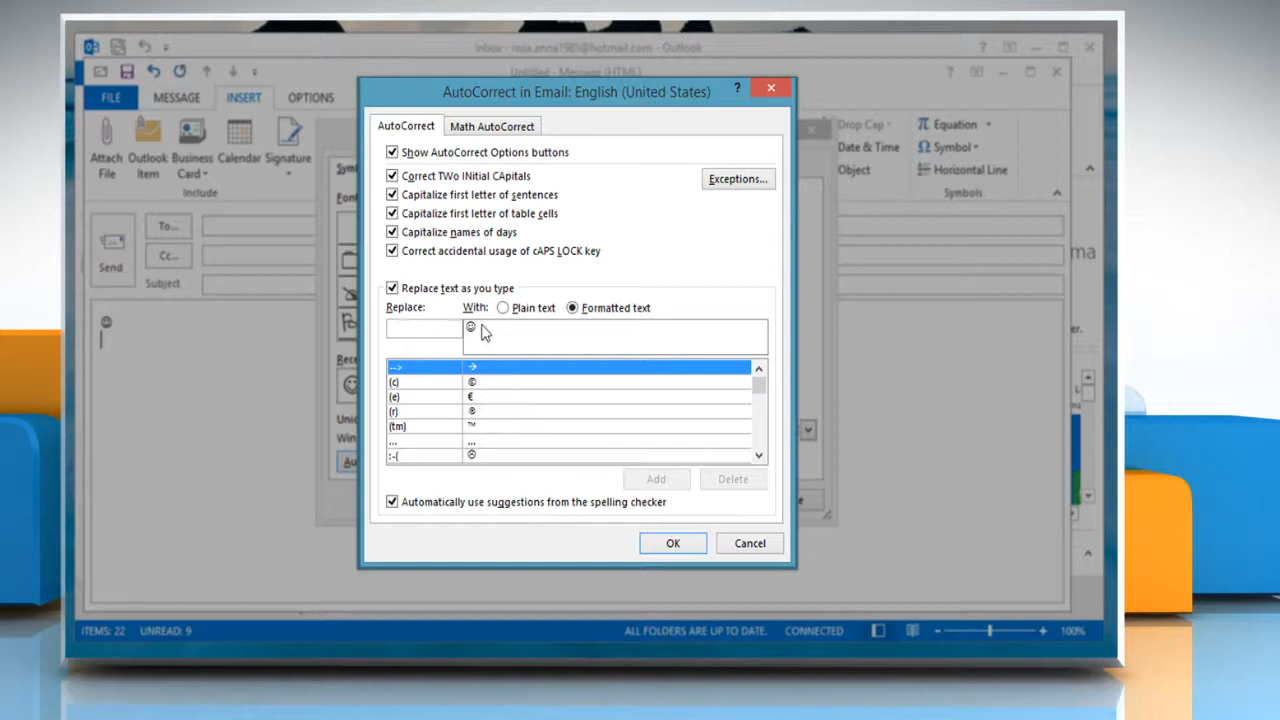 Inbox - rosa.anna1985@hotmail.com - Outlook
Untitled - Message (HTML)
FILE MESSAGE INSERT OPTIONS
AutoCorrect in Email: English (United States)
AutoCorrect Math AutoCorrect
Show AutoCorrect Options buttons
Correct TWo INitial CApitals
Exceptions...
Capitalize first letter of sentences
Capitalize first letter of table cells
Capitalize names of days
Correct accidental usage of cAPS LOCK key
Replace text as you type
Replace: With: Plain text Formatted text
☺
--> →
(c) ©
(e) €
(r) ®
(tm) ™
... ...
:-( ☹
Add Delete
Automatically use suggestions from the spelling checker
OK Cancel
Attach File
Outlook Item
Business Card
Calendar
Signature
Include
Drop Cap
Date & Time
Object
Equation
Symbol
Horizontal Line
Symbols
Send
To...
Cc...
Subject
☺
ITEMS: 22 UNREAD: 9
ALL FOLDERS ARE UP TO DATE. CONNECTED 100%